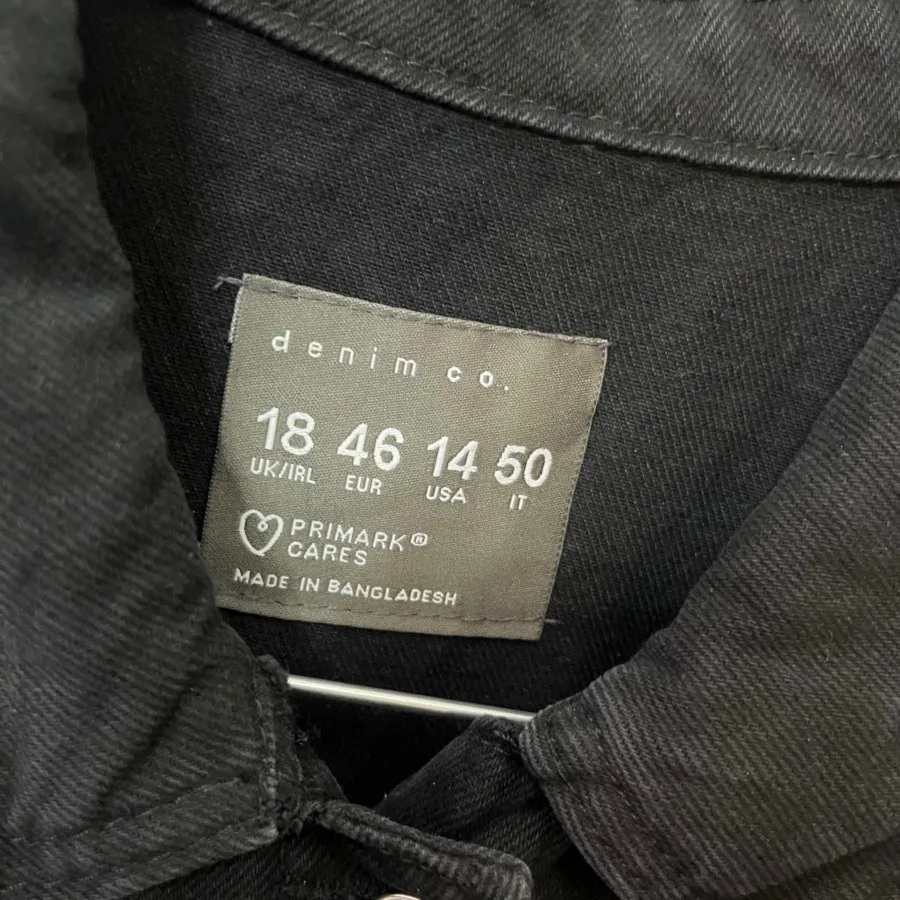 denim co.
18 46 14 50
UK/IRL EUR USA IT
PRIMARK®
CARES
MADE IN BANGLADESH